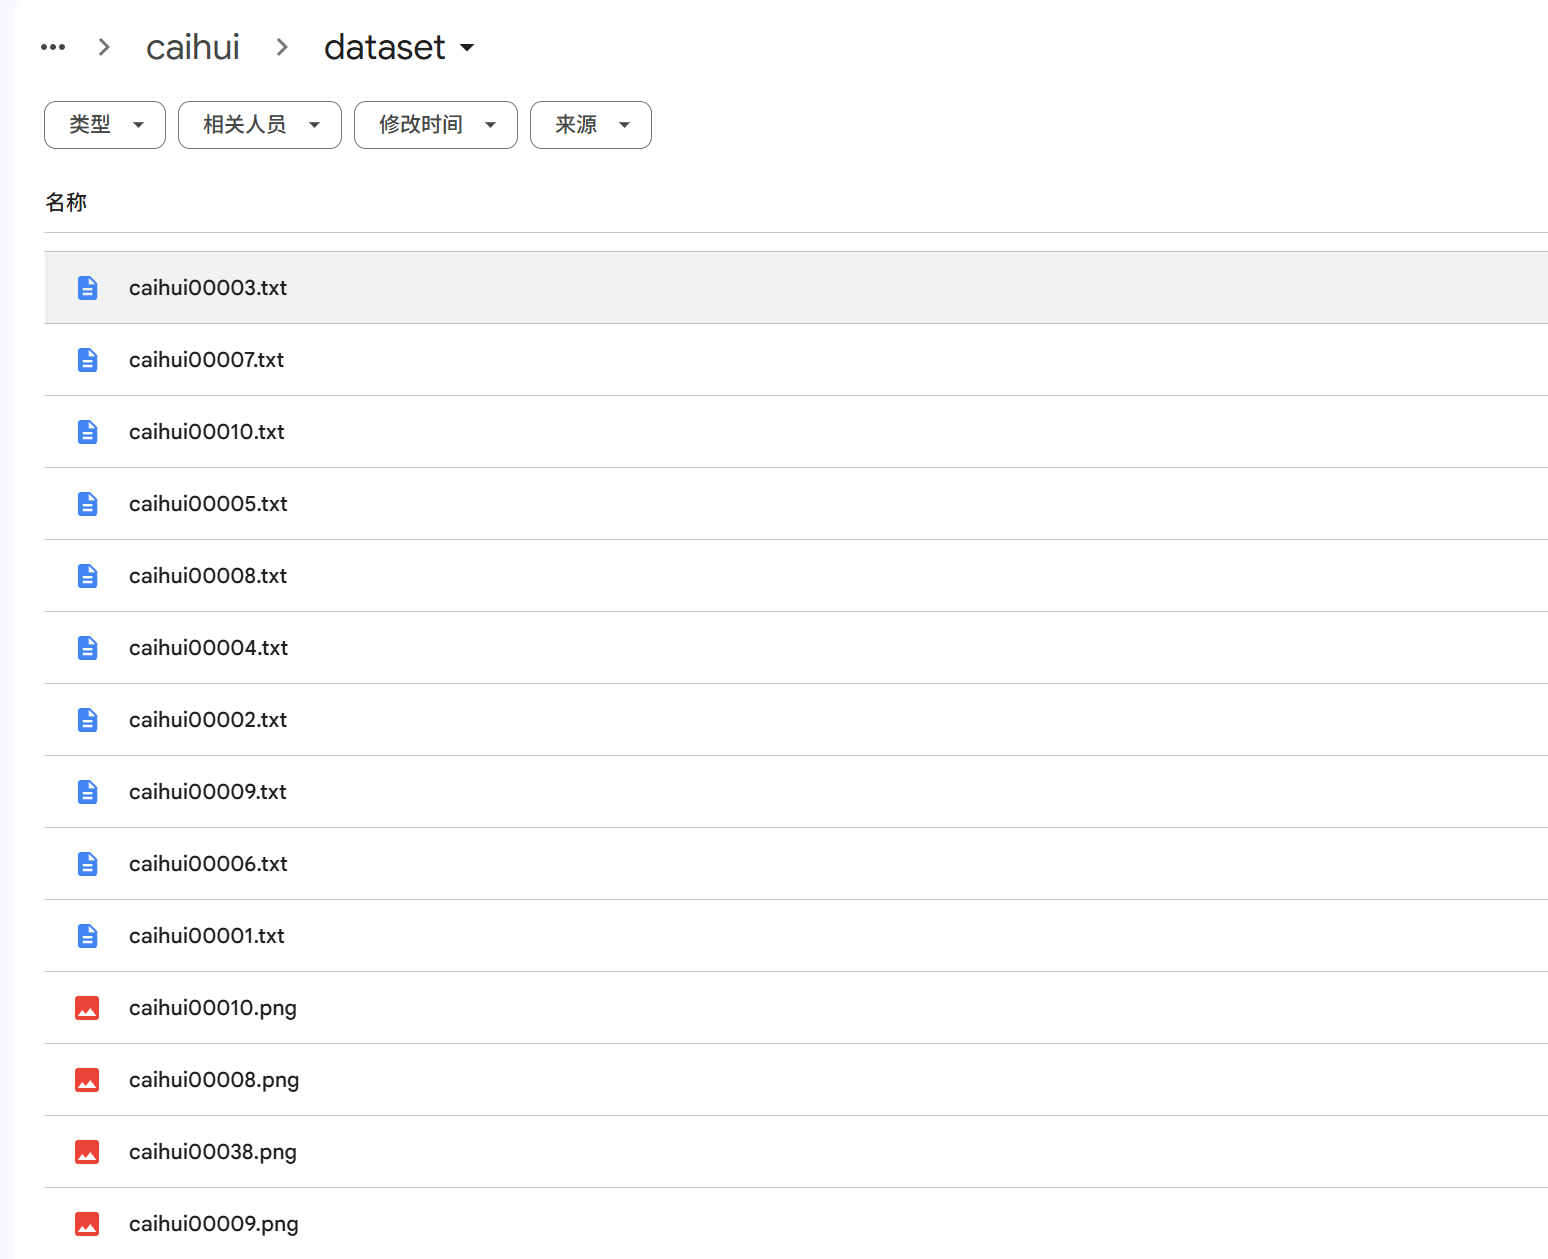 ••• > caihui > dataset
类型 相关人员 修改时间 来源
名称
caihui00003.txt
caihui00007.txt
caihui00010.txt
caihui00005.txt
caihui00008.txt
caihui00004.txt
caihui00002.txt
caihui00009.txt
caihui00006.txt
caihui00001.txt
caihui00010.png
caihui00008.png
caihui00038.png
caihui00009.png